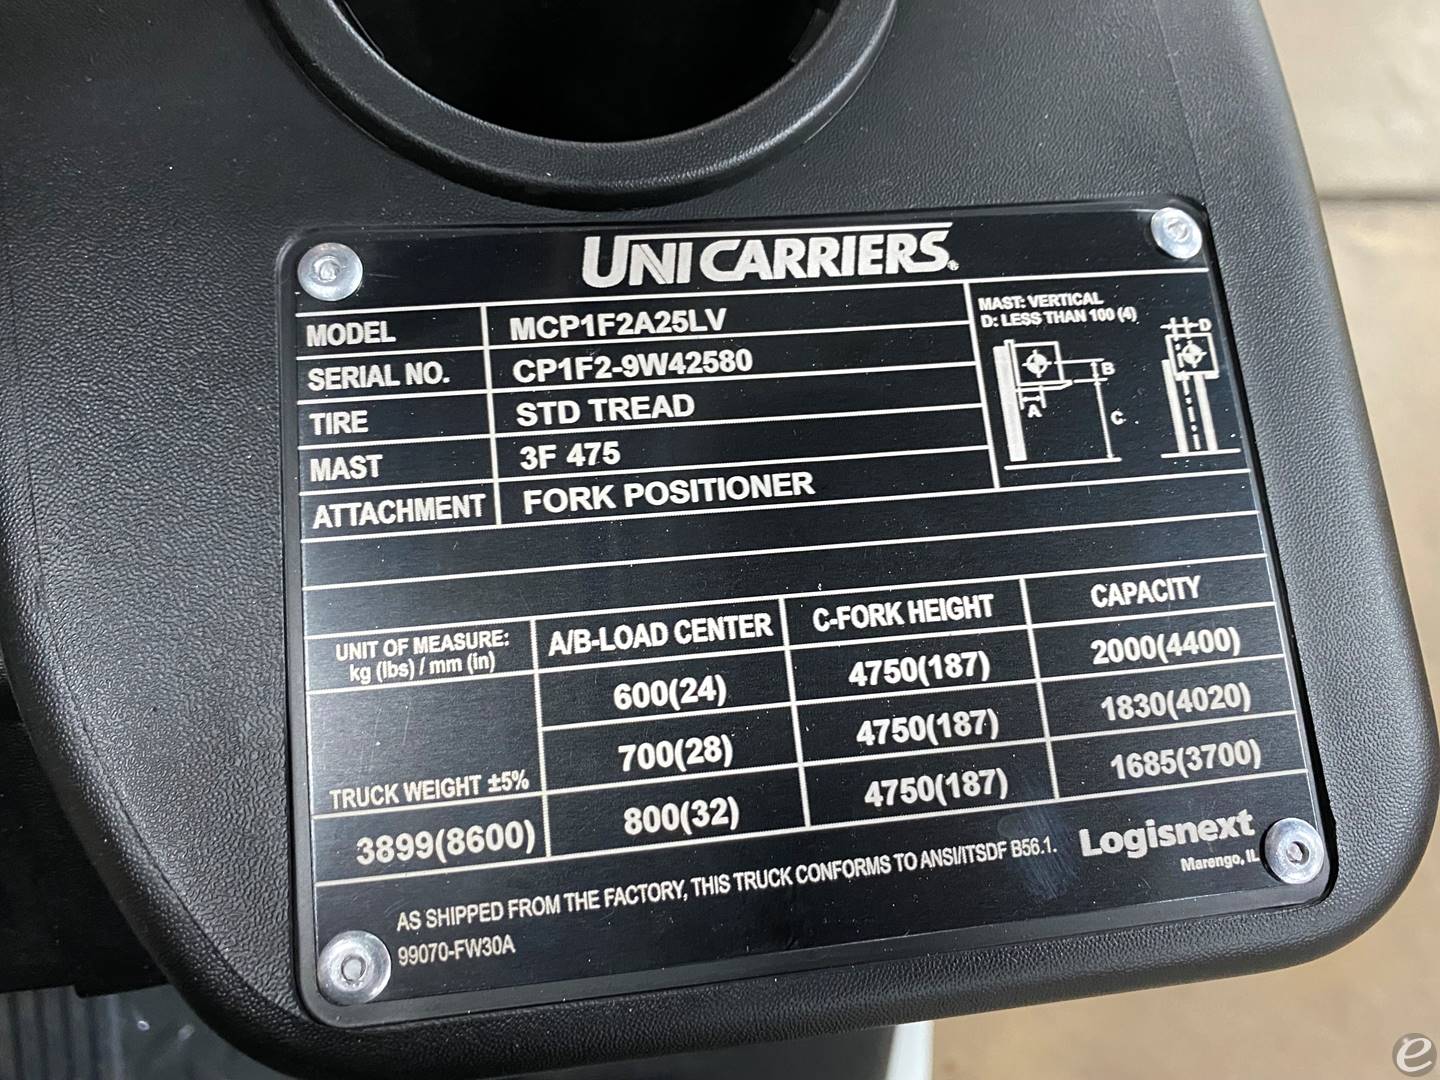 UNICARRIERS®
MODEL MCP1F2A25LV
SERIAL NO. CP1F2-9W42580
TIRE STD TREAD
MAST 3F 475
ATTACHMENT FORK POSITIONER
MAST: VERTICAL
D: LESS THAN 100 (4)
D
B
A
C
UNIT OF MEASURE:
kg (lbs) / mm (in)
A/B-LOAD CENTER C-FORK HEIGHT CAPACITY
600(24) 4750(187) 2000(4400)
700(28) 4750(187) 1830(4020)
800(32) 4750(187) 1685(3700)
TRUCK WEIGHT ±5%
3899(8600)
AS SHIPPED FROM THE FACTORY, THIS TRUCK CONFORMS TO ANSI/ITSDF B56.1.
99070-FW30A
Logisnext
Marengo, IL
e